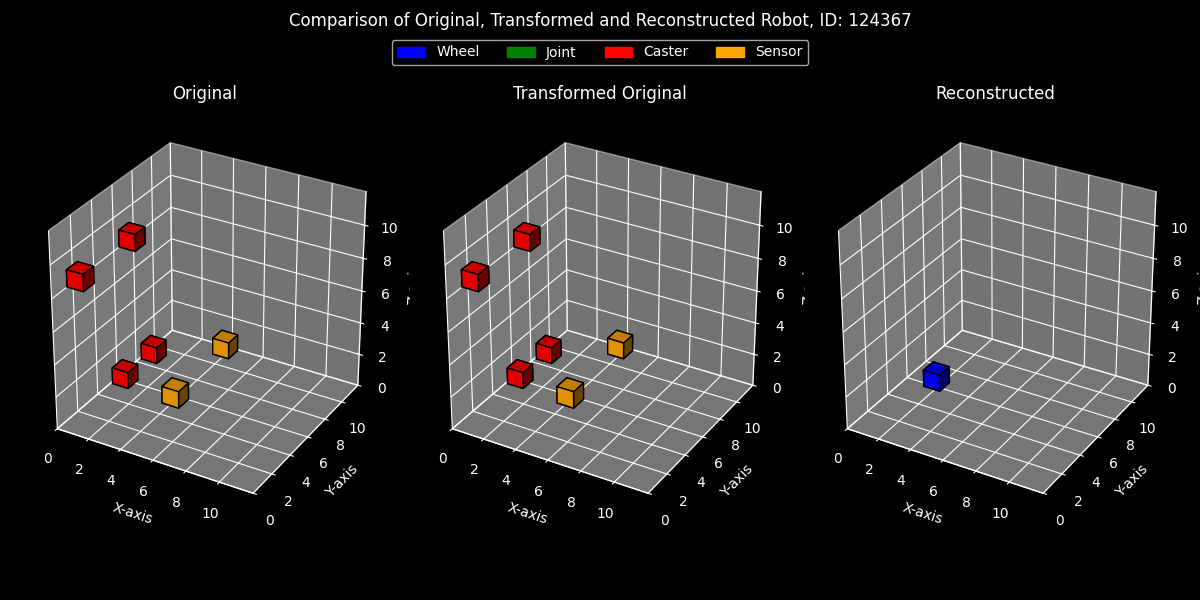 Comparison of Original, Transformed and Reconstructed Robot, ID: 124367
Wheel Joint Caster Sensor
Original Transformed Original Reconstructed
10 10 10
8 8 8
6 6 6
4 4 4
2 2 2
0 0 0
0 2 4 6 8 10 0 2 4 6 8 10 0 2 4 6 8 10
0 2 4 6 8 10 0 2 4 6 8 10 0 2 4 6 8 10
X-axis Y-axis X-axis Y-axis X-axis Y-axis